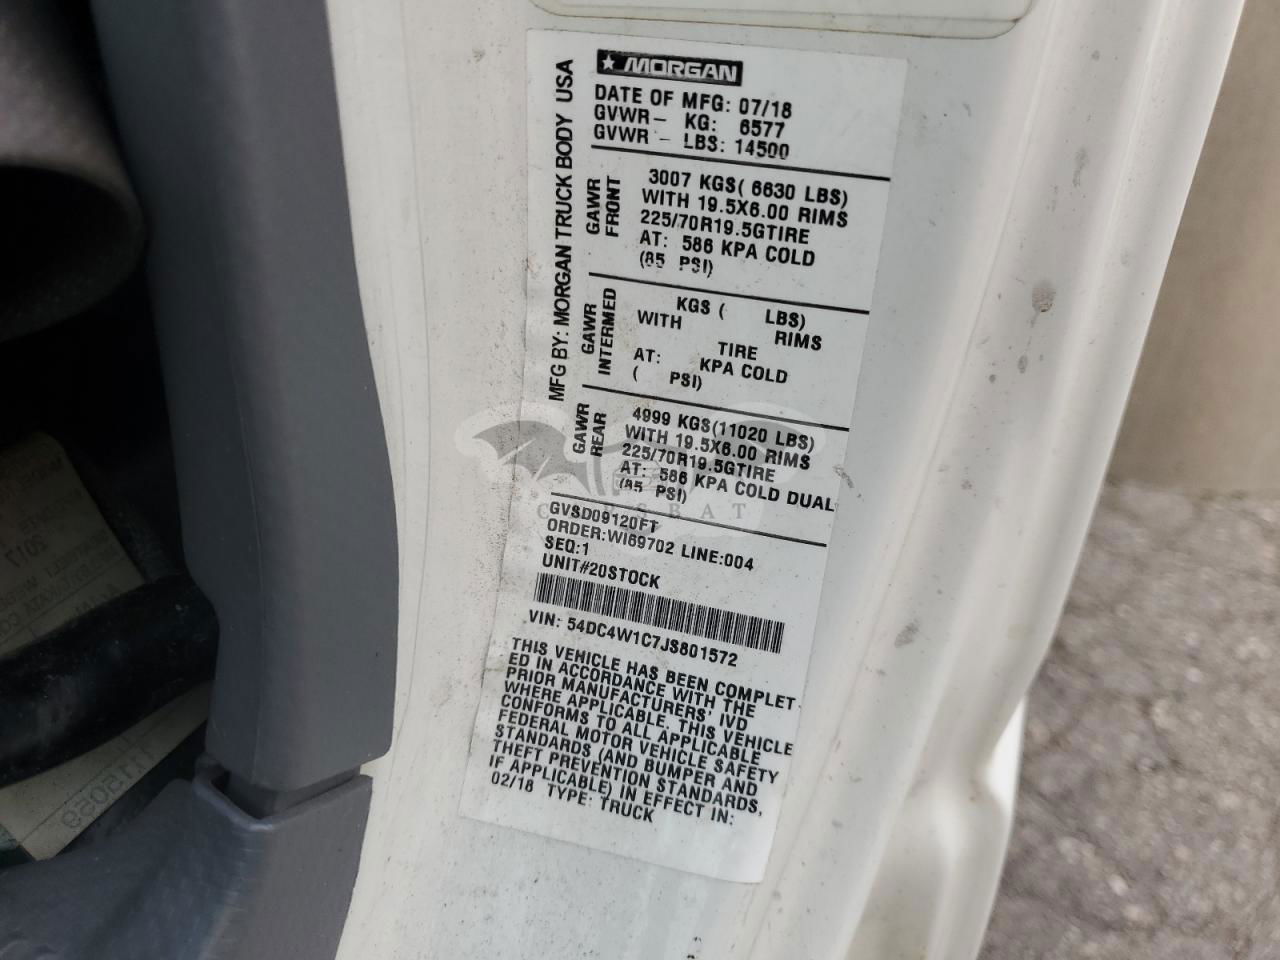 MORGAN
DATE OF MFG: 07/18
GVWR- KG: 6577
GVWR - LBS: 14500
MFG BY: MORGAN TRUCK BODY USA
GAWR
FRONT
3007 KGS( 6630 LBS)
WITH 19.5X6.00 RIMS
225/70R19.5GTIRE
AT: 586 KPA COLD
(85 PSI)
GAWR
INTERMED
KGS ( LBS)
WITH RIMS
TIRE
AT: KPA COLD
( PSI)
GAWR
REAR
4999 KGS(11020 LBS)
WITH 19.5X6.00 RIMS
225/70R19.5GTIRE
AT: 586 KPA COLD DUAL
(85 PSI)
GVSD09120FT
ORDER:WI69702 LINE:004
SEQ:1
UNIT#20STOCK
VIN: 54DC4W1C7JS801572
THIS VEHICLE HAS BEEN COMPLET
ED IN ACCORDANCE WITH THE
PRIOR MANUFACTURERS' IVD
WHERE APPLICABLE. THIS VEHICLE
CONFORMS TO ALL APPLICABLE
FEDERAL MOTOR VEHICLE SAFETY
STANDARDS (AND BUMPER AND
THEFT PREVENTION STANDARDS,
IF APPLICABLE) IN EFFECT IN:
02/18 TYPE: TRUCK
2017
115059